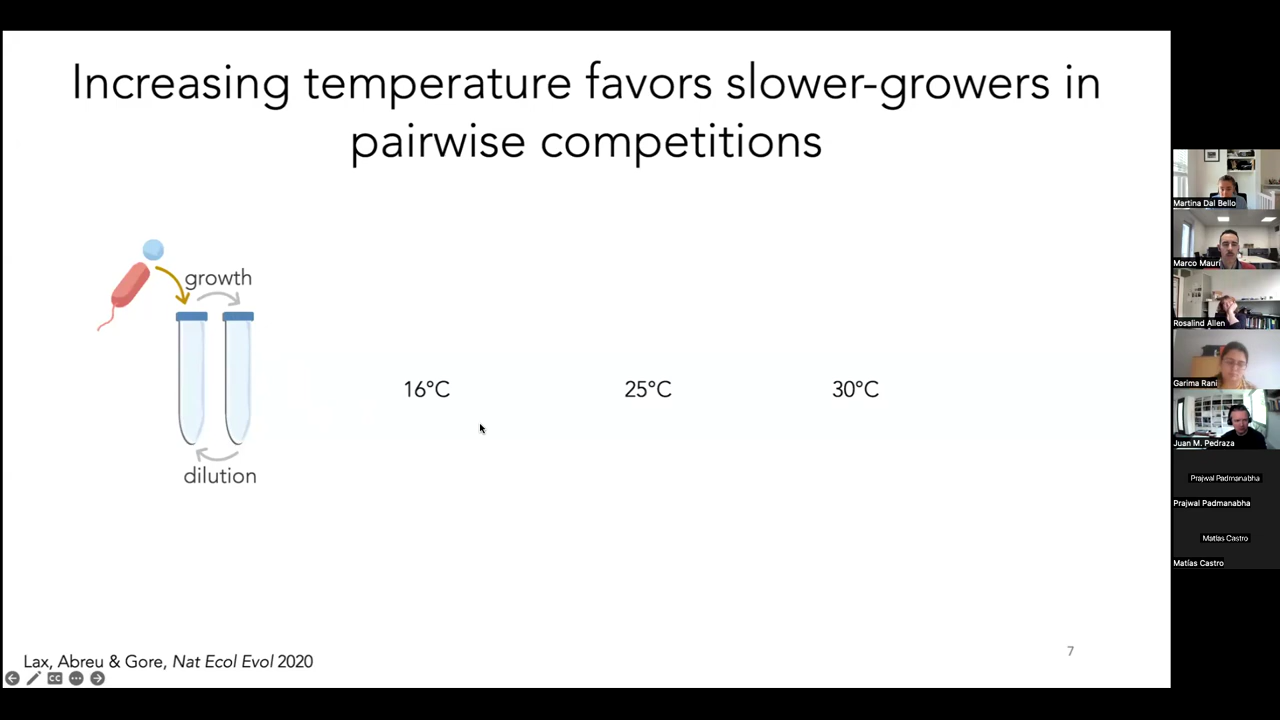 Increasing temperature favors slower-growers in
pairwise competitions
growth
dilution
16°C
25°C
30°C
Lax, Abreu & Gore, Nat Ecol Evol 2020
7
CC
Martina Dal Bello
Marco Mauri
Rosalind Allen
Garima Rani
Juan M. Pedraza
Prajwal Padmanabha
Prajwal Padmanabha
Matías Castro
Matías Castro